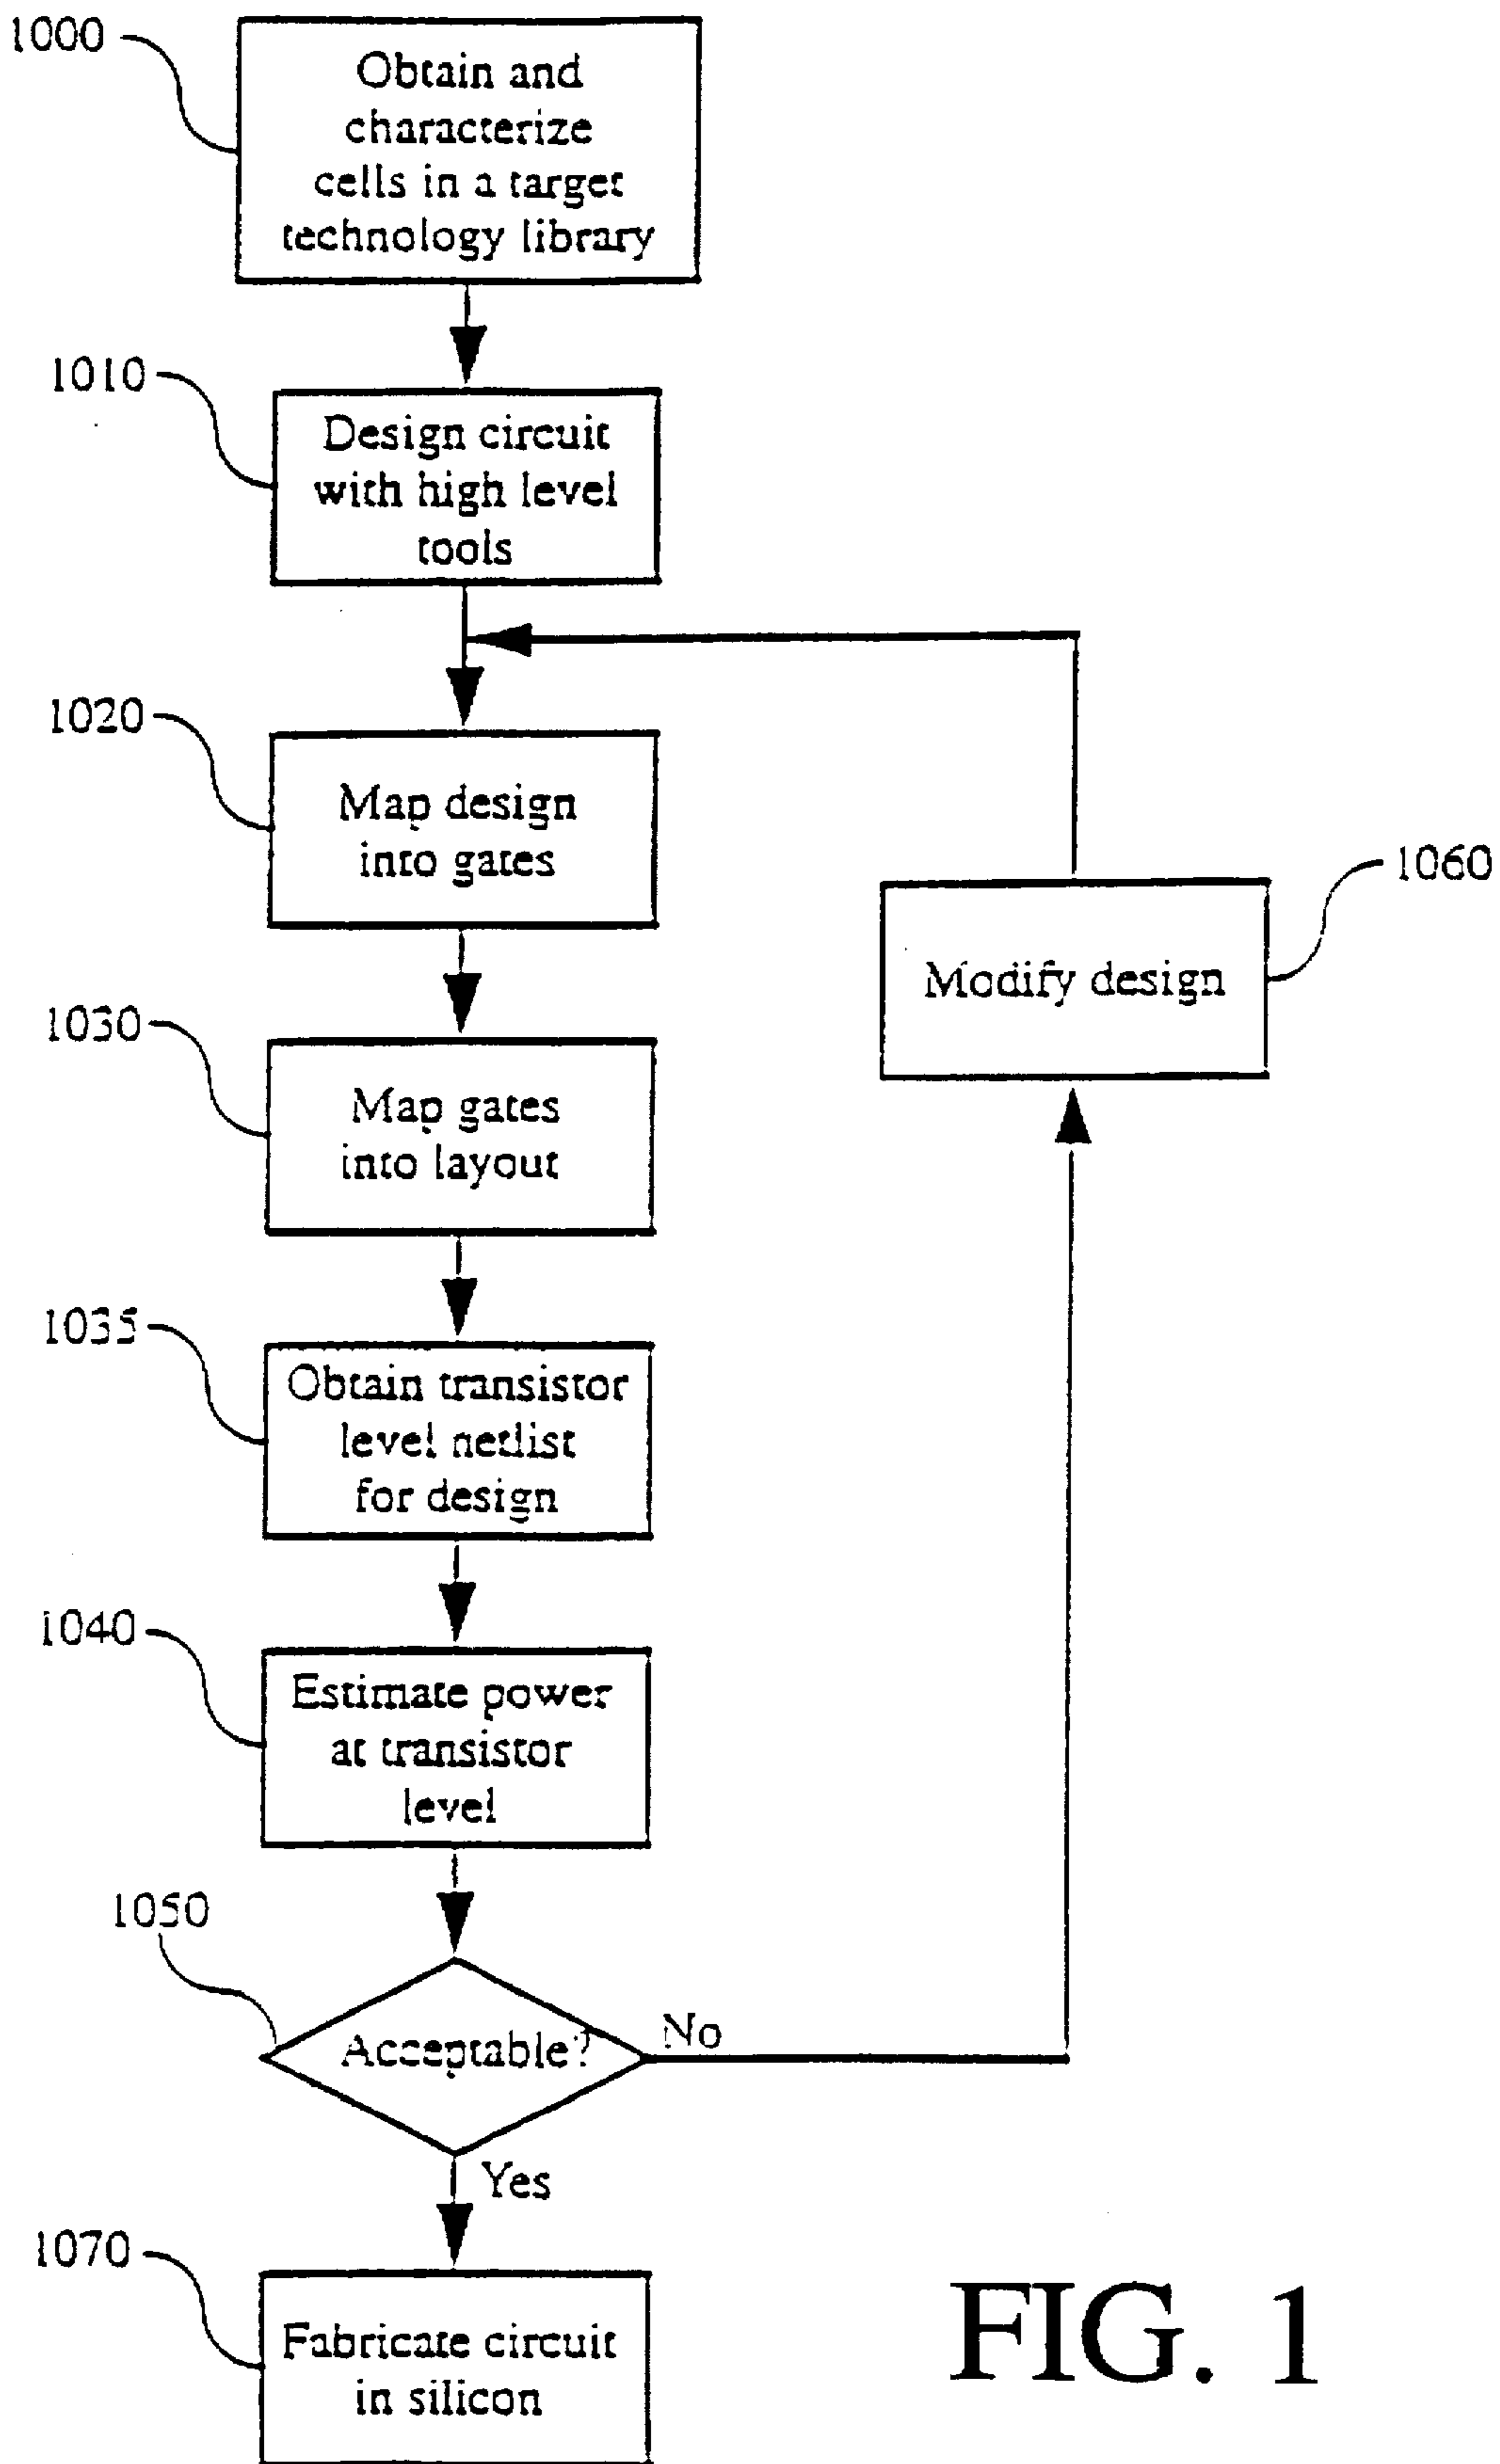 1000
Obtain and
characterize
cells in a target
technology library
1010
Design circuit
with high level
tools
1020
Map design
into gates
1060
Modify design
1030
Map gates
into layout
1035
Obtain transistor
level netlist
for design
1040
Estimate power
at transistor
level
1050
Acceptable?
No
Yes
1070
Fabricate circuit
in silicon
FIG. 1